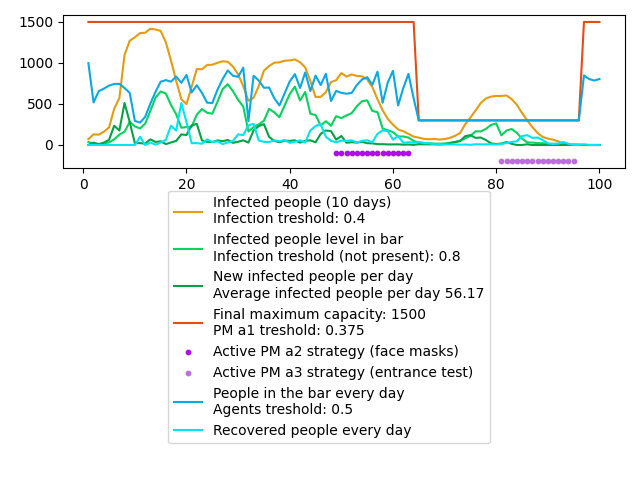 1500
1000
500
0
0 20 40 60 80 100
Infected people (10 days)
Infection treshold: 0.4
Infected people level in bar
Infection treshold (not present): 0.8
New infected people per day
Average infected people per day 56.17
Final maximum capacity: 1500
PM a1 treshold: 0.375
Active PM a2 strategy (face masks)
Active PM a3 strategy (entrance test)
People in the bar every day
Agents treshold: 0.5
Recovered people every day